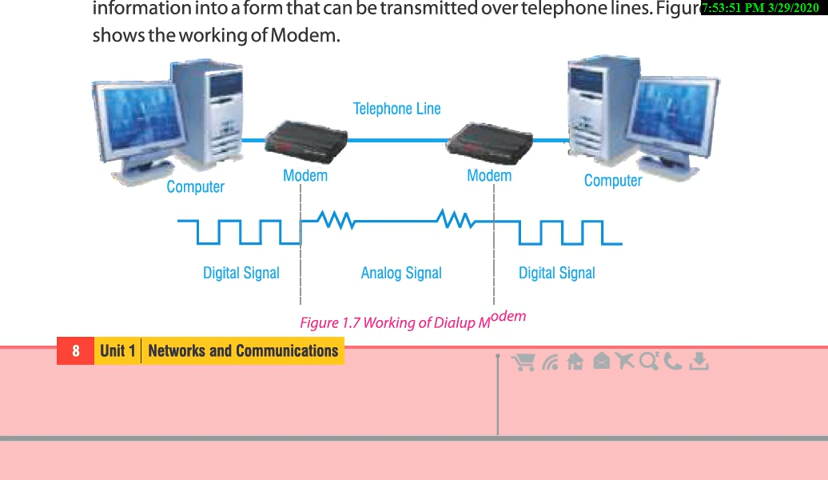 information into a form that can be transmitted over telephone lines. Figur
7:53:51 PM 3/29/2020
shows the working of Modem.
Telephone Line
Modem
Modem
Computer
Computer
Digital Signal
Analog Signal
Digital Signal
Figure 1.7 Working of Dialup Modem
8 Unit 1 Networks and Communications